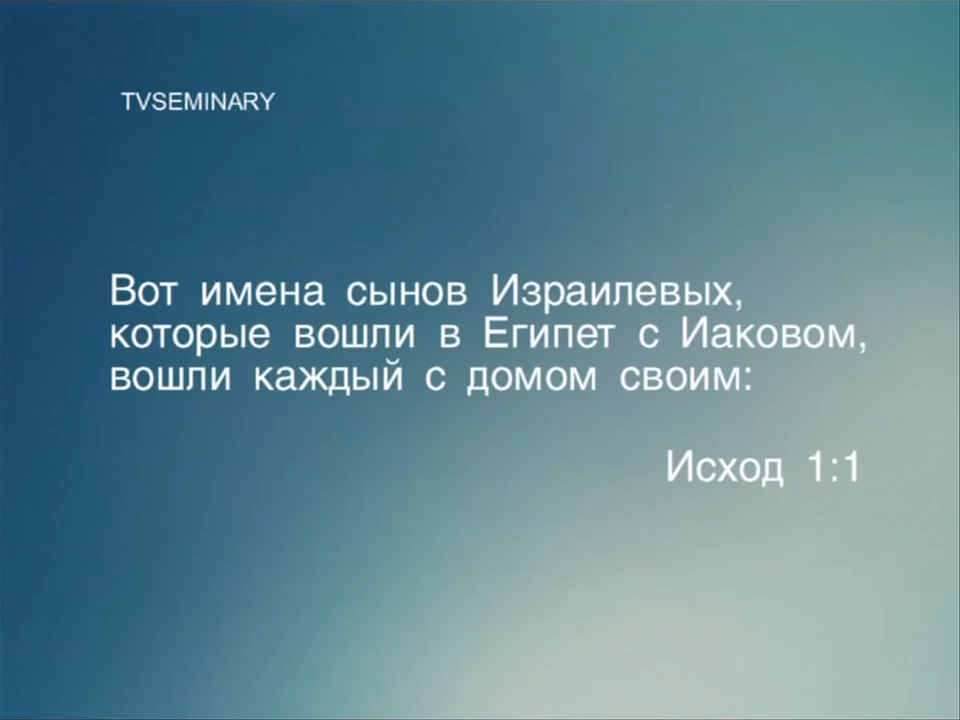 TVSEMINARY
Вот имена сынов Израилевых,
которые вошли в Египет с Иаковом,
вошли каждый с домом своим:
Исход 1:1